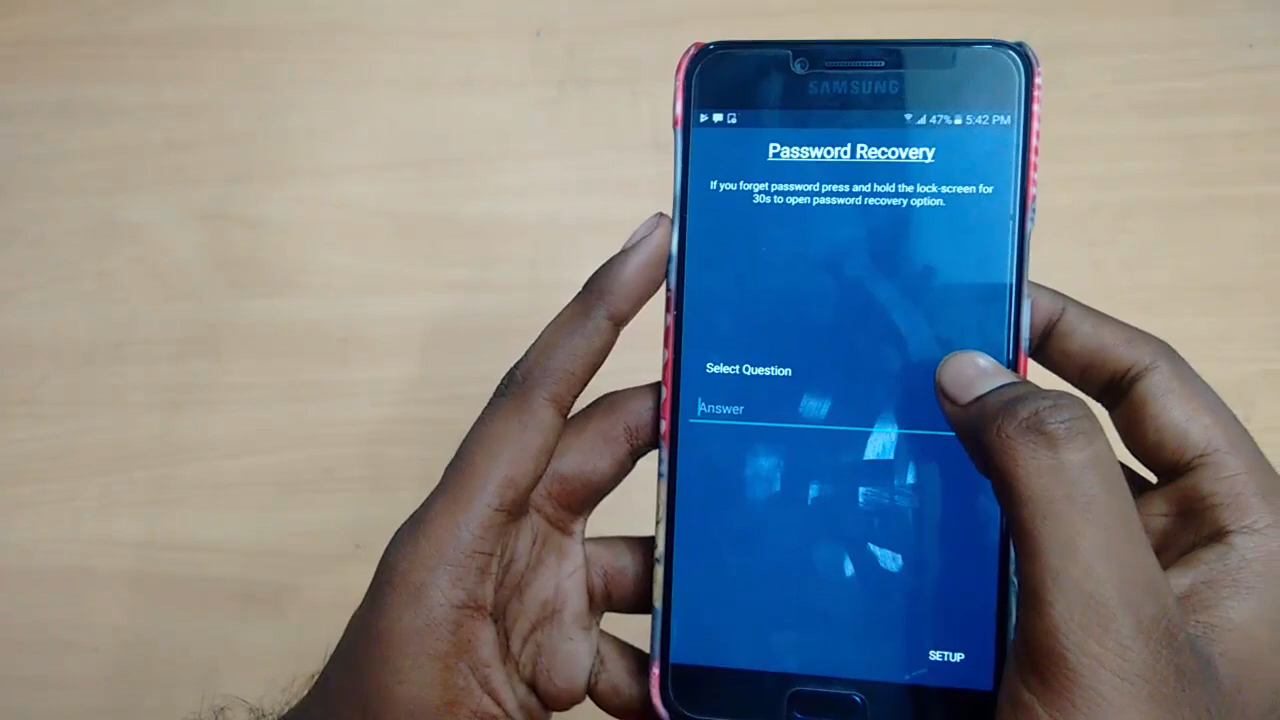 SAMSUNG
47% 5:42 PM
Password Recovery
If you forget password press and hold the lock-screen for
30s to open password recovery option.
Select Question
Answer
SETUP